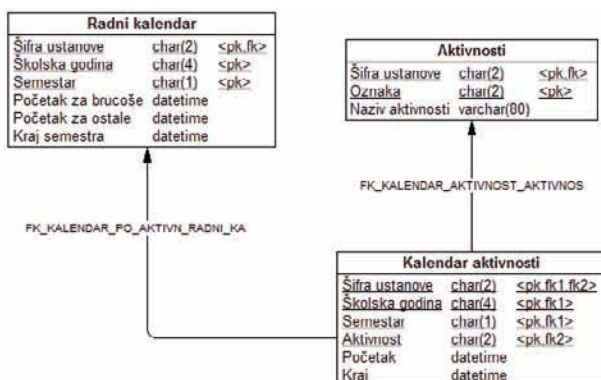 Radni kalendar
Šifra ustanove char(2) <pk,fk>
Školska godina char(4) <pk>
Semestar char(1) <pk>
Početak za brucoše datetime
Početak za ostale datetime
Kraj semestra datetime
Aktivnosti
Šifra ustanove char(2) <pk,fk>
Oznaka char(2) <pk>
Naziv aktivnosti varchar(80)
FK_KALENDAR_AKTIVNOST_AKTIVNOS
FK_KALENDAR_PO_AKTIVN_RADNI_KA
Kalendar aktivnosti
Šifra ustanove char(2) <pk,fk1,fk2>
Školska godina char(4) <pk,fk1>
Semestar char(1) <pk,fk1>
Aktivnost char(2) <pk,fk2>
Početak datetime
Kraj datetime